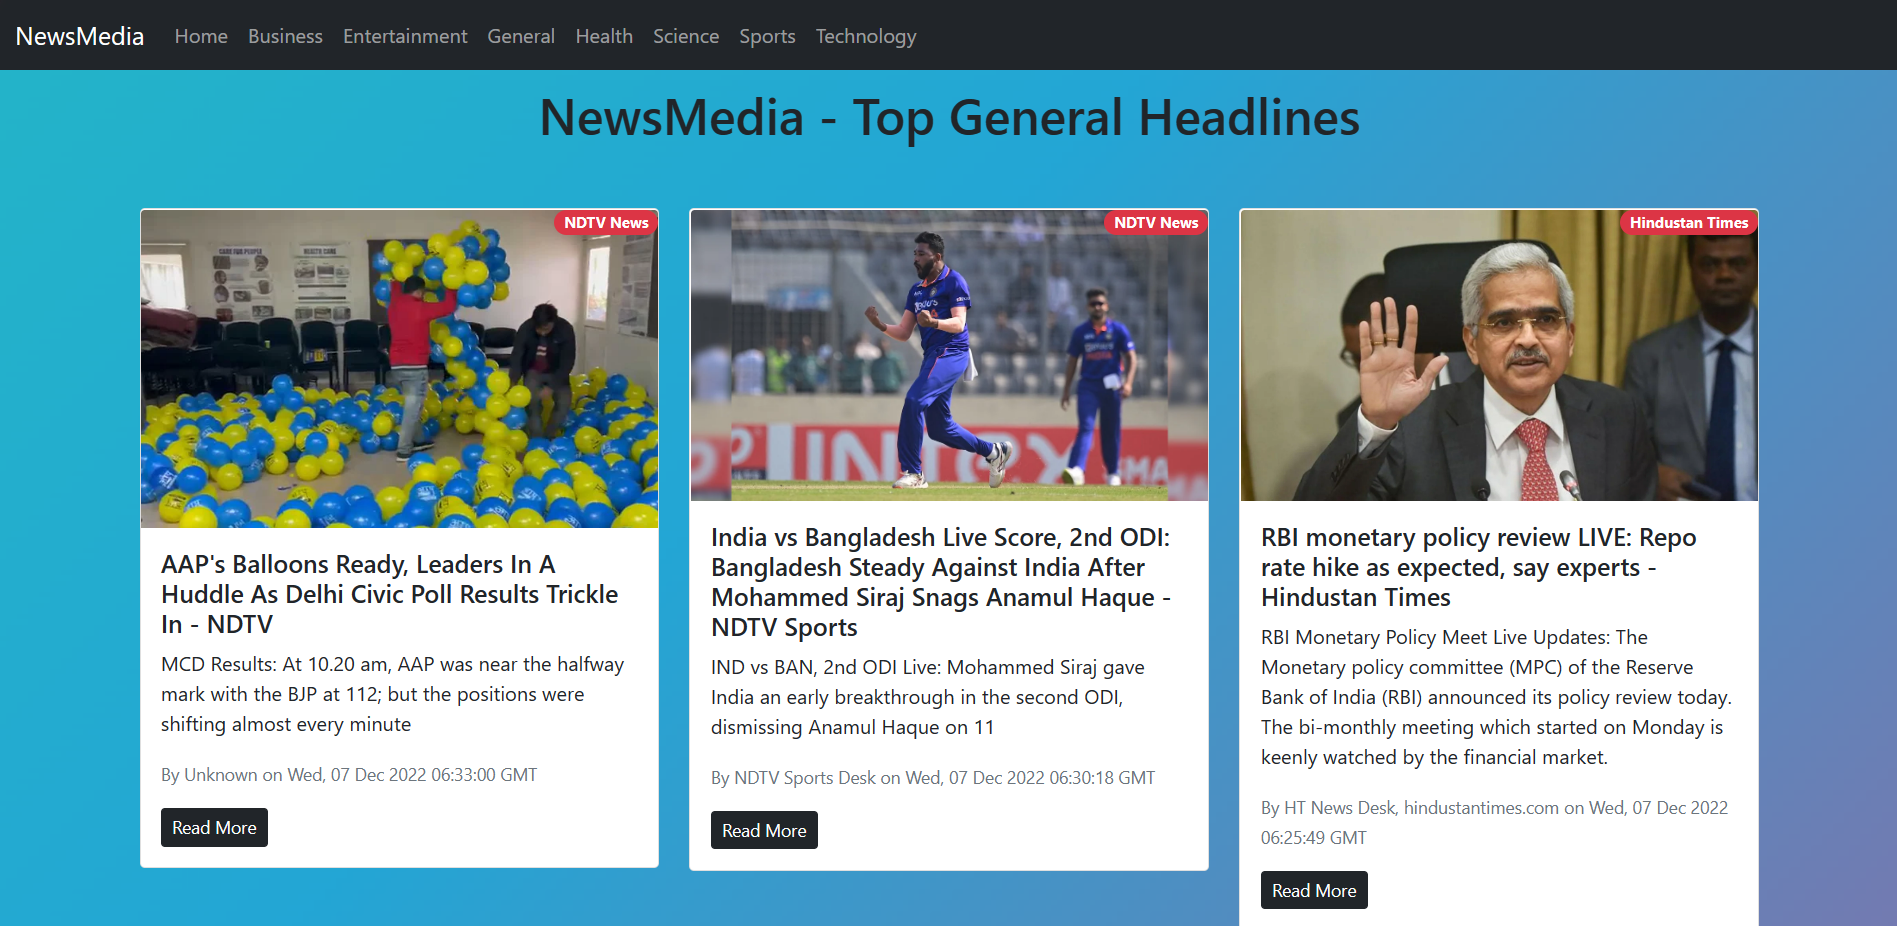 NewsMedia Home Business Entertainment General Health Science Sports Technology
NewsMedia - Top General Headlines
NDTV News
CARE FOR PEOPLE
HEALTH CARE
AAP's Balloons Ready, Leaders In A
Huddle As Delhi Civic Poll Results Trickle
In - NDTV
MCD Results: At 10.20 am, AAP was near the halfway
mark with the BJP at 112; but the positions were
shifting almost every minute
By Unknown on Wed, 07 Dec 2022 06:33:00 GMT
Read More
NDTV News
INDIA
INTEX
India vs Bangladesh Live Score, 2nd ODI:
Bangladesh Steady Against India After
Mohammed Siraj Snags Anamul Haque -
NDTV Sports
IND vs BAN, 2nd ODI Live: Mohammed Siraj gave
India an early breakthrough in the second ODI,
dismissing Anamul Haque on 11
By NDTV Sports Desk on Wed, 07 Dec 2022 06:30:18 GMT
Read More
Hindustan Times
RBI monetary policy review LIVE: Repo
rate hike as expected, say experts -
Hindustan Times
RBI Monetary Policy Meet Live Updates: The
Monetary policy committee (MPC) of the Reserve
Bank of India (RBI) announced its policy review today.
The bi-monthly meeting which started on Monday is
keenly watched by the financial market.
By HT News Desk, hindustantimes.com on Wed, 07 Dec 2022
06:25:49 GMT
Read More